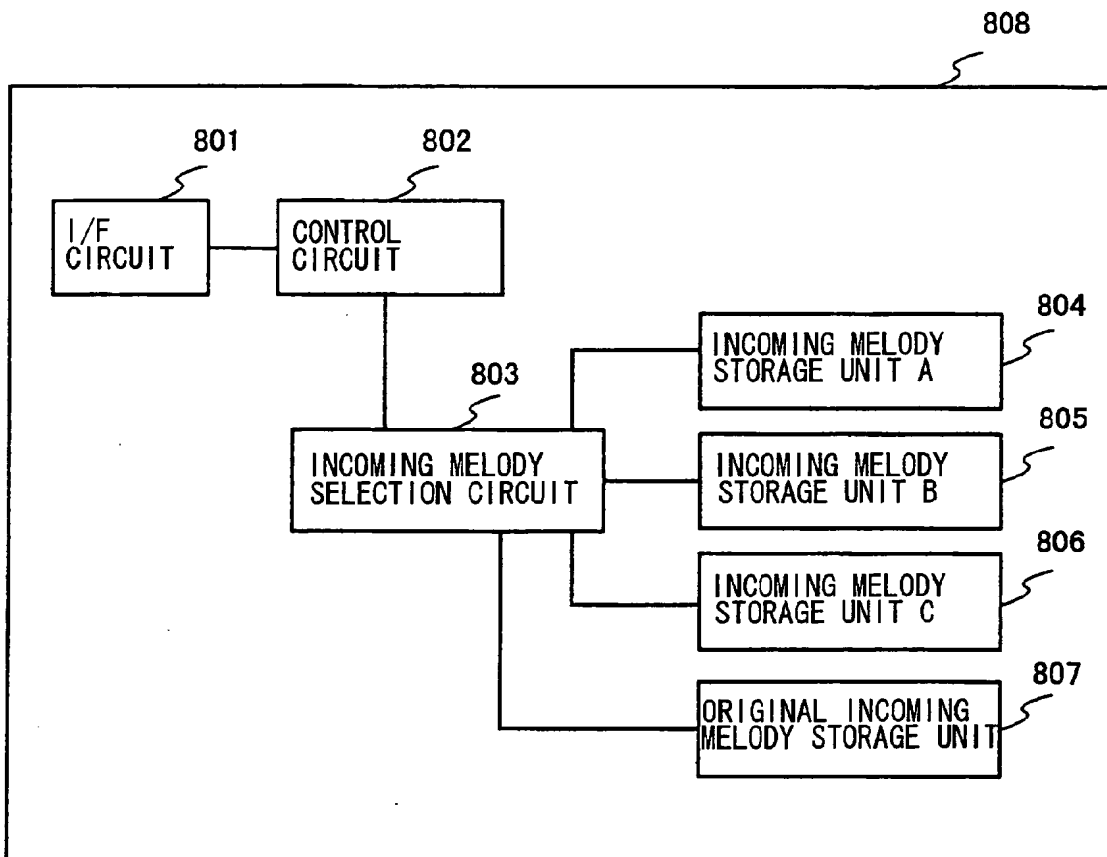 808
801
802
I/F
CIRCUIT
CONTROL
CIRCUIT
804
INCOMING MELODY
STORAGE UNIT A
803
INCOMING MELODY
SELECTION CIRCUIT
805
INCOMING MELODY
STORAGE UNIT B
806
INCOMING MELODY
STORAGE UNIT C
807
ORIGINAL INCOMING
MELODY STORAGE UNIT